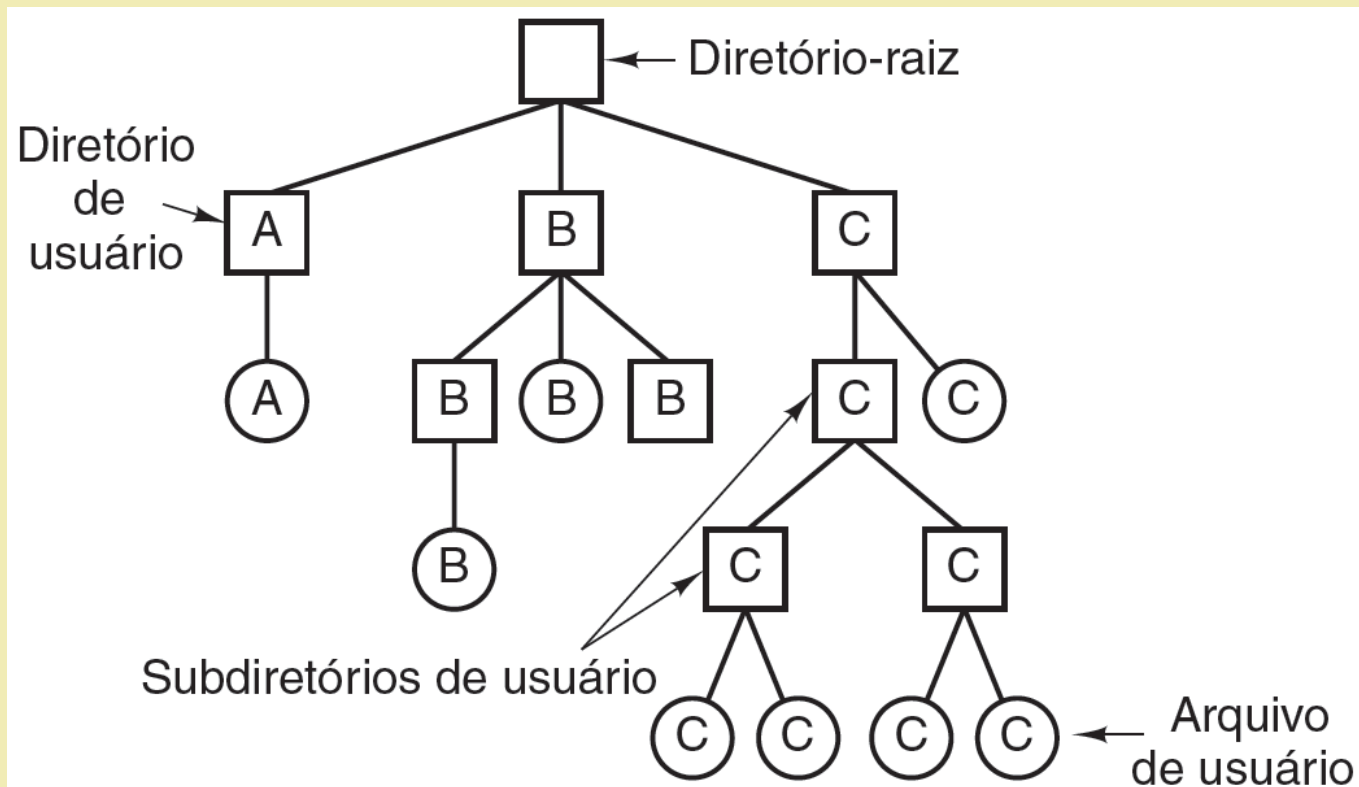 Diretório-raiz
Diretório
de
usuário
A B C
A B B B C C
B C C
Subdiretórios de usuário
C C C C
Arquivo
de usuário